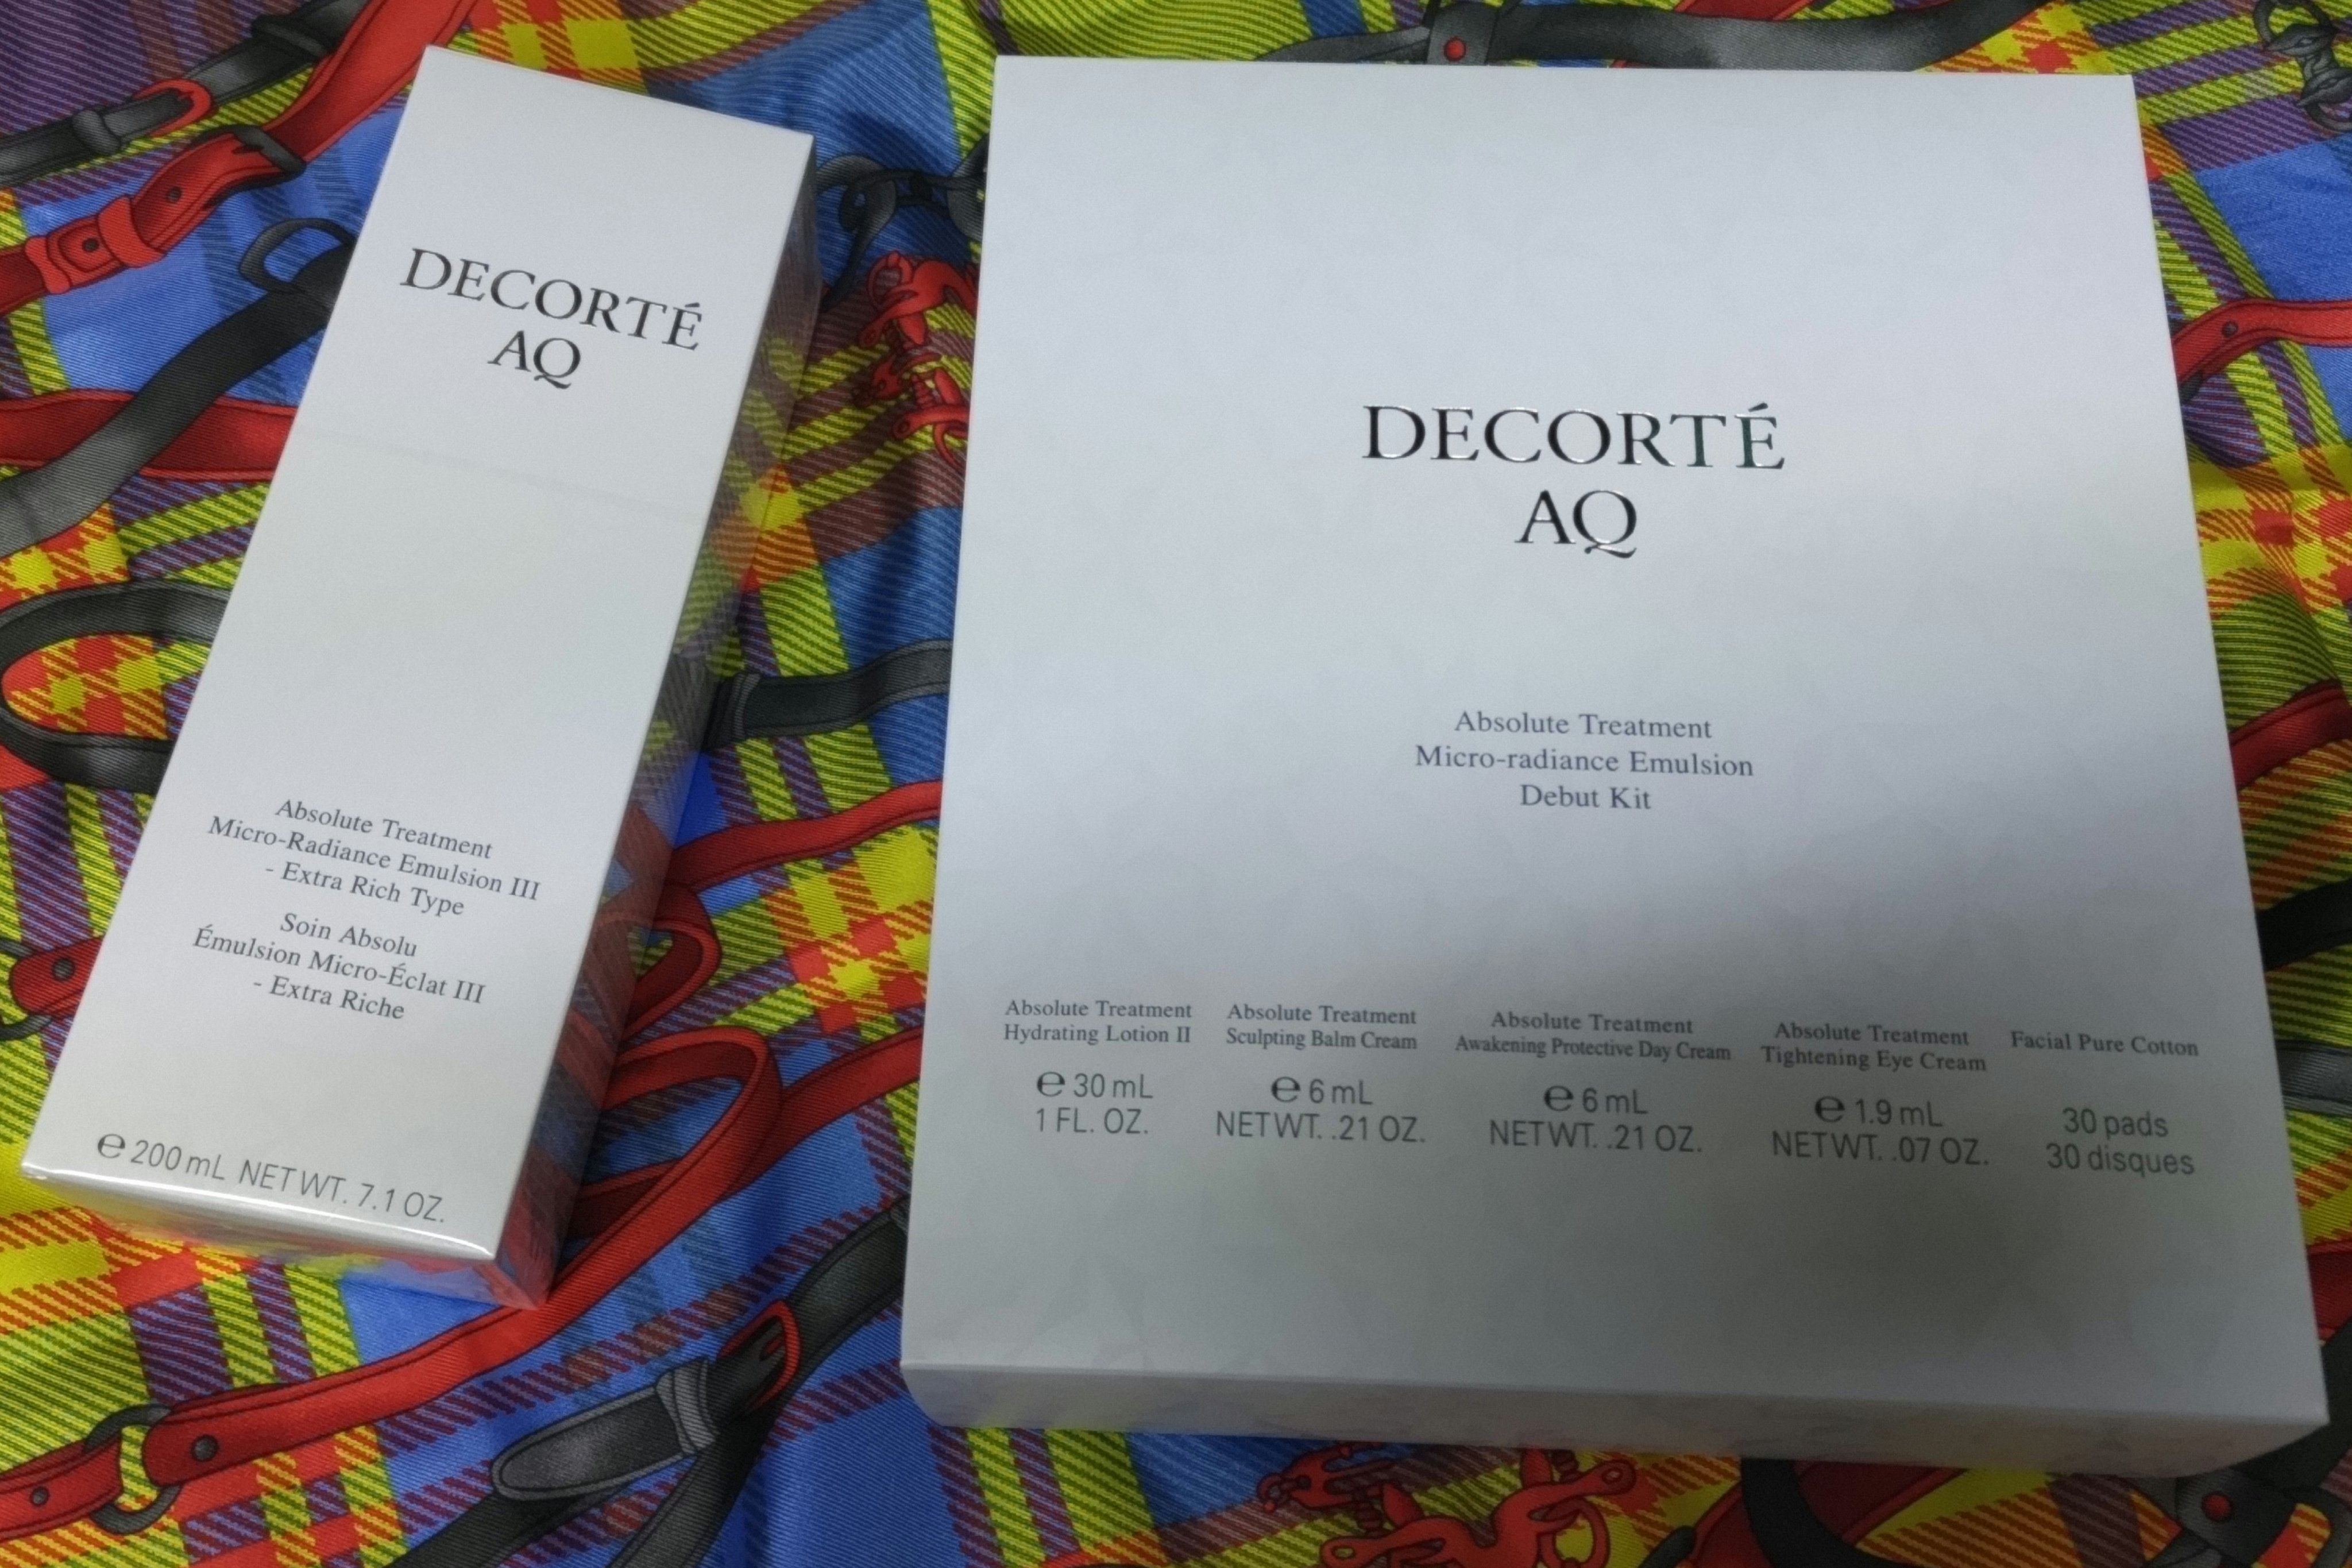 DECORTÉ
AQ
Absolute Treatment
Micro-Radiance Emulsion III
- Extra Rich Type
Soin Absolu
Émulsion Micro-Éclat III
- Extra Riche
℮ 200 mL NET WT. 7.1 OZ.
DECORTÉ
AQ
Absolute Treatment
Micro-radiance Emulsion
Debut Kit
Absolute Treatment
Hydrating Lotion II
℮ 30 mL
1 FL. OZ.
Absolute Treatment
Sculpting Balm Cream
℮ 6 mL
NET WT. .21 OZ.
Absolute Treatment
Awakening Protective Day Cream
℮ 6 mL
NET WT. .21 OZ.
Absolute Treatment
Tightening Eye Cream
℮ 1.9 mL
NET WT. .07 OZ.
Facial Pure Cotton
30 pads
30 disques